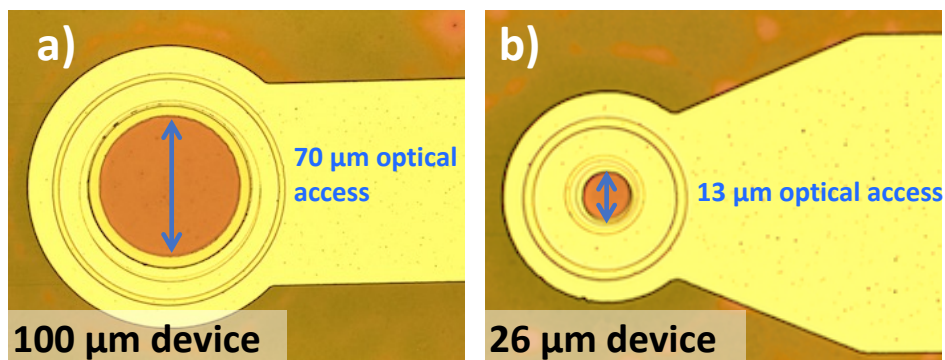 a)
70 µm optical
access
100 µm device
b)
13 µm optical access
26 µm device